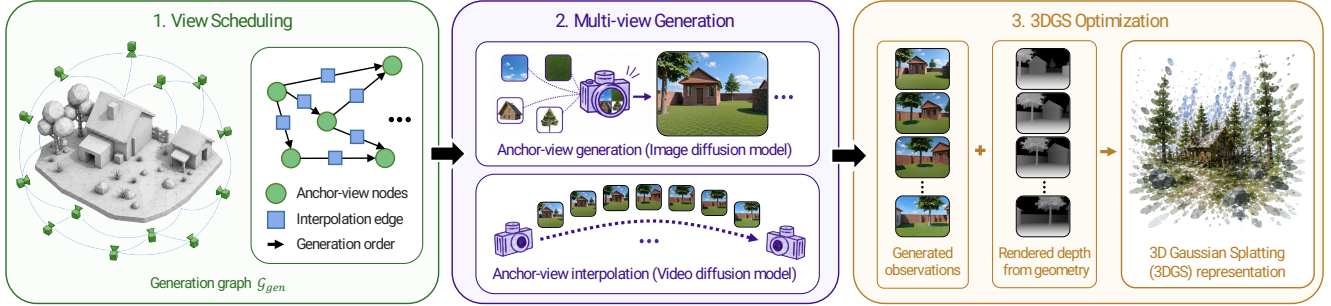 1. View Scheduling
Anchor-view nodes
Interpolation edge
Generation order
Generation graph 𝒢gen
2. Multi-view Generation
Anchor-view generation (Image diffusion model)
Anchor-view interpolation (Video diffusion model)
3. 3DGS Optimization
+
Generated
observations
Rendered depth
from geometry
3D Gaussian Splatting
(3DGS) representation